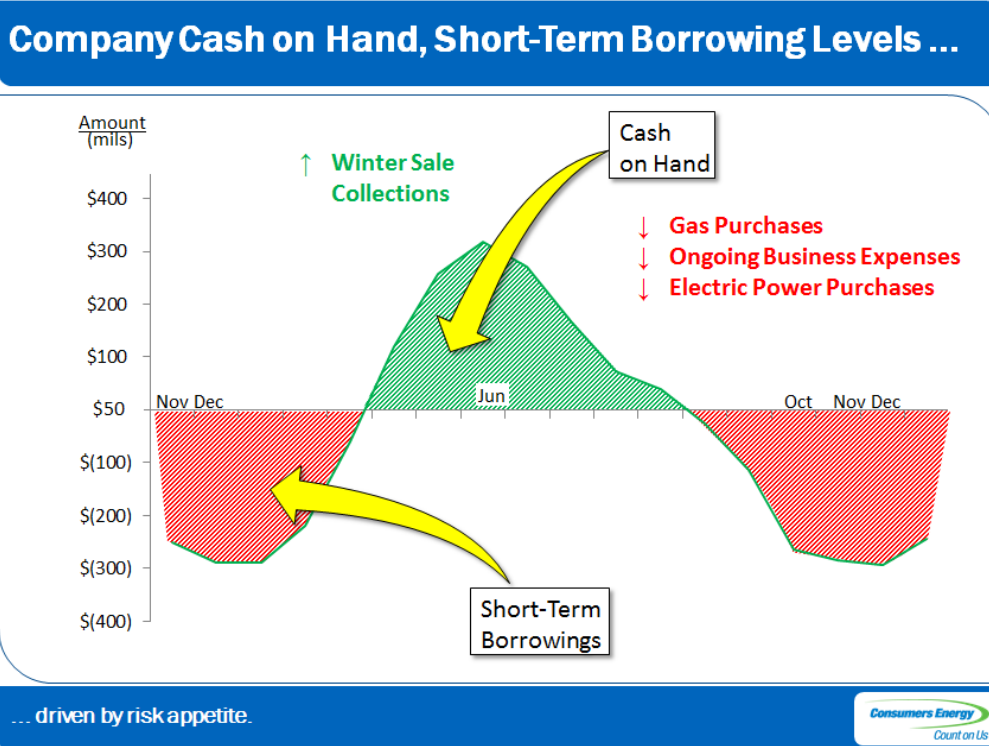 Company Cash on Hand, Short-Term Borrowing Levels ...
Amount
(mils)
$400
$300
$200
$100
$50
$(100)
$(200)
$(300)
$(400)
↑ Winter Sale
Collections
Cash
on Hand
↓ Gas Purchases
↓ Ongoing Business Expenses
↓ Electric Power Purchases
Nov Dec
Jun
Oct Nov Dec
Short-Term
Borrowings
... driven by risk appetite.
Consumers Energy
Count on Us